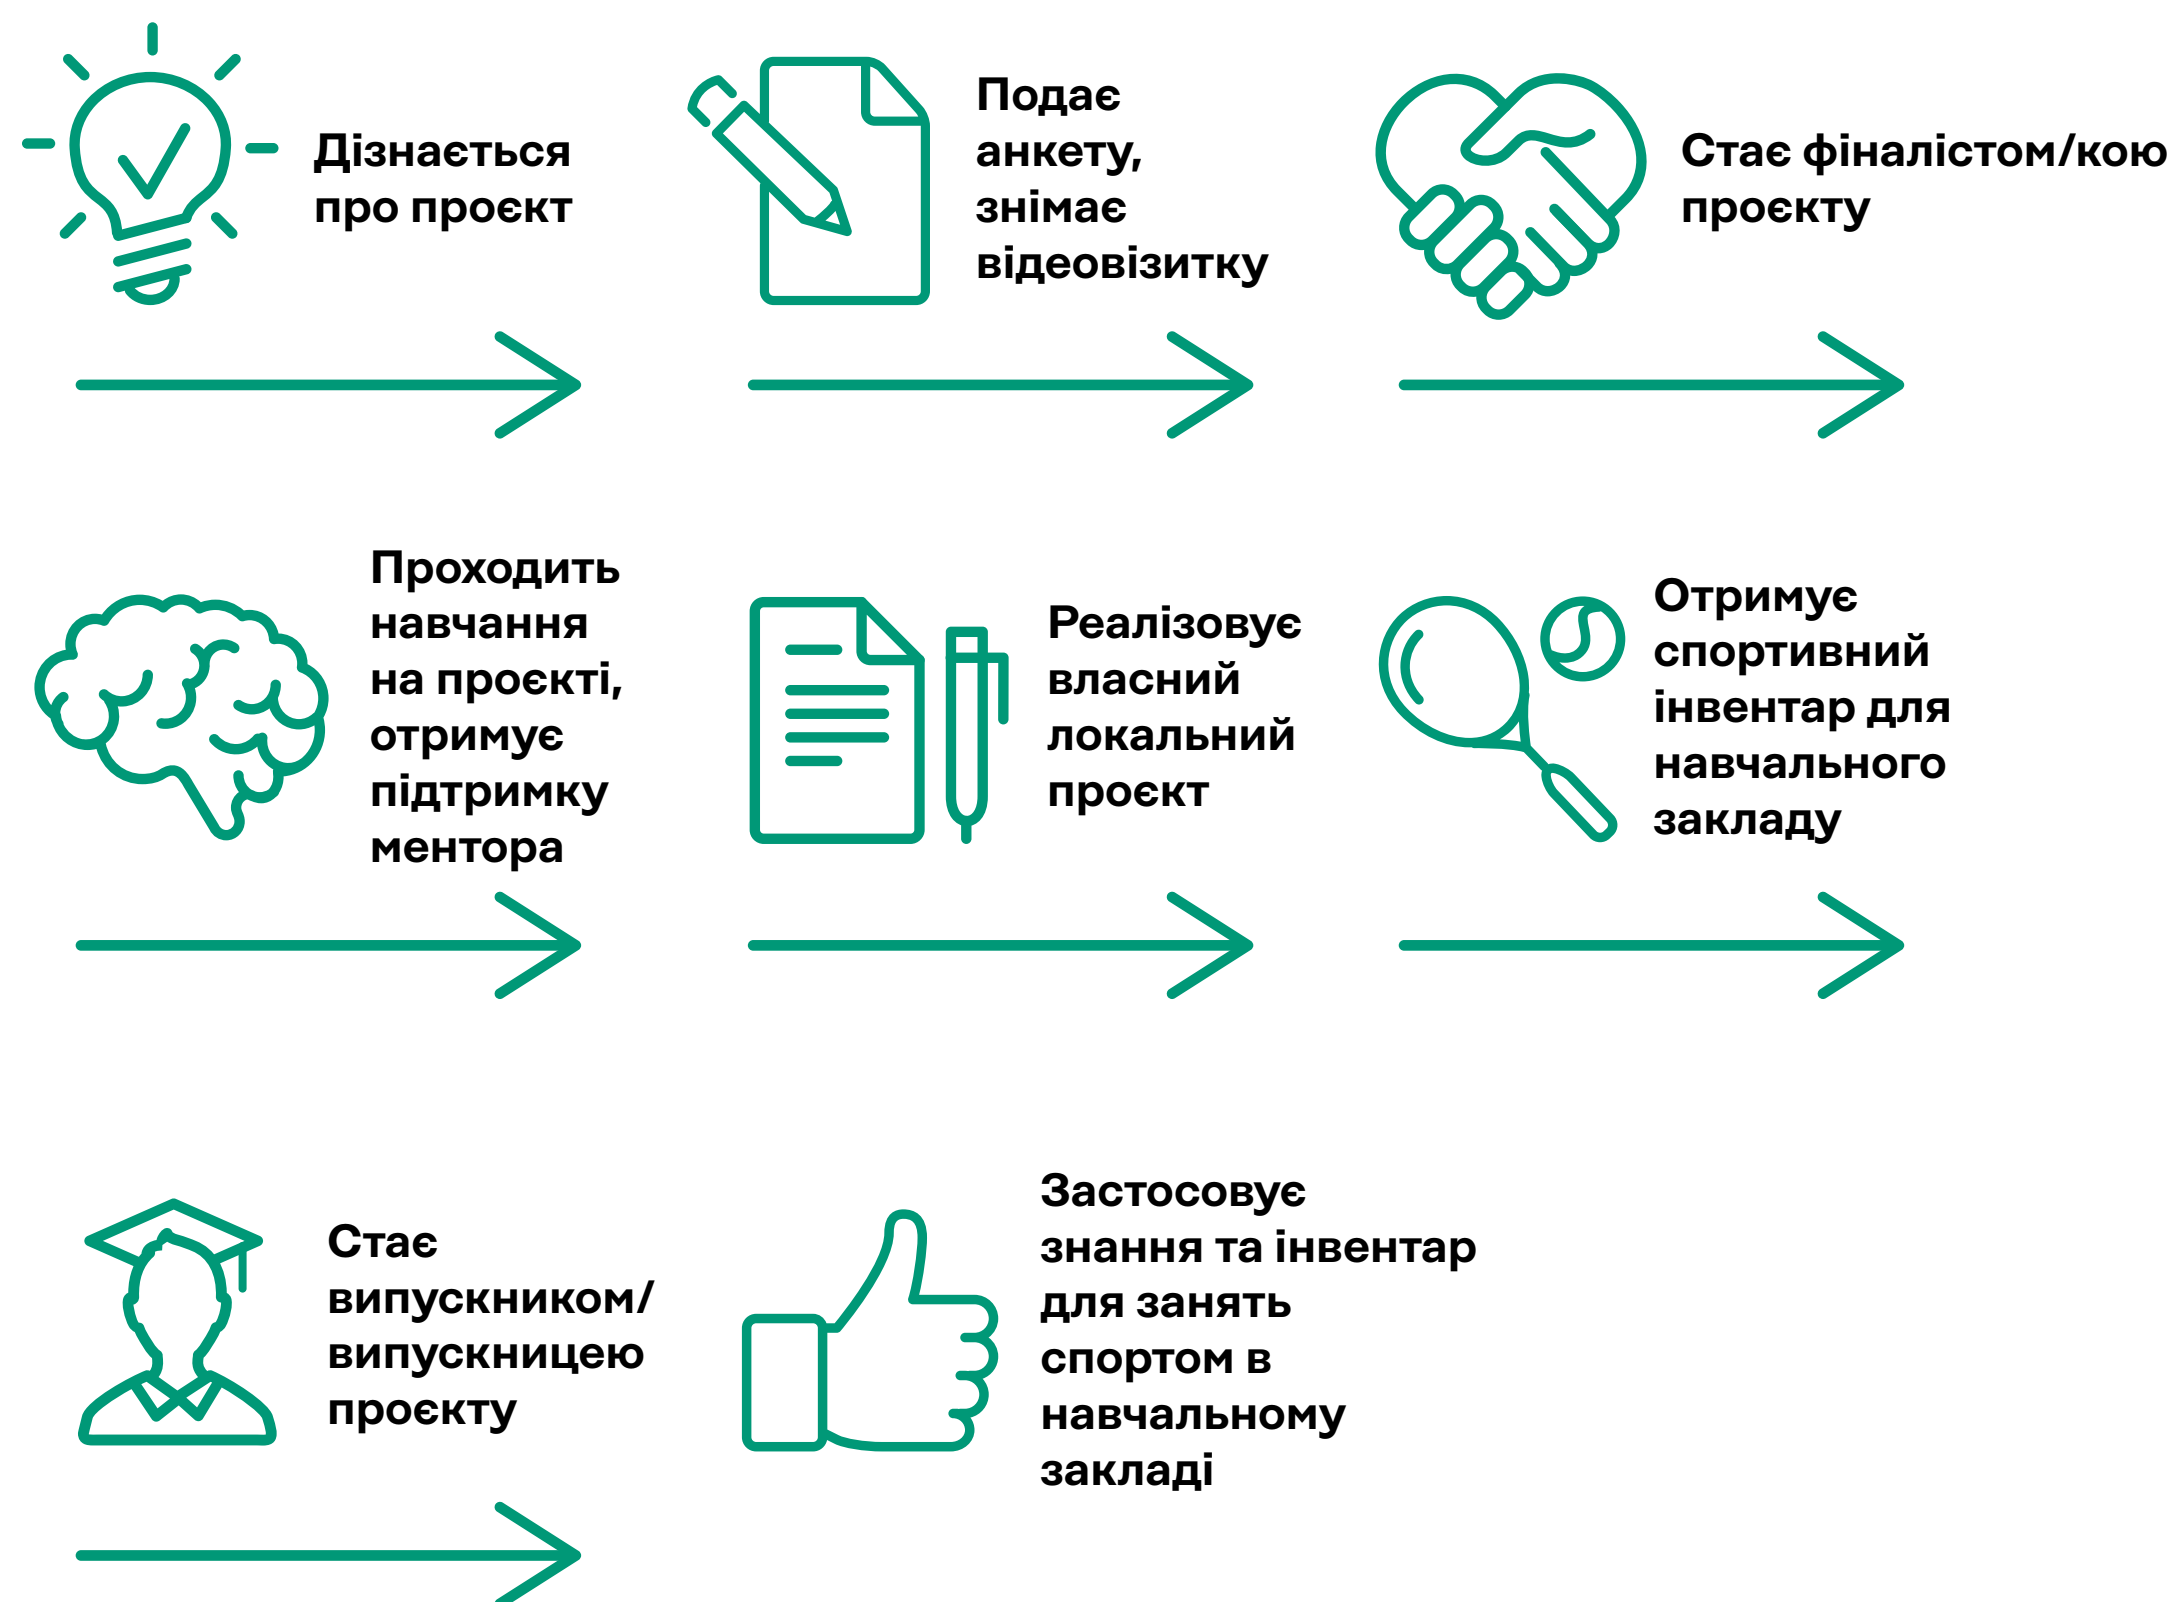 Дізнається
про проєкт
Подає
анкету,
знімає
відеовізитку
Стає фіналістом/кою
проєкту
Проходить
навчання
на проєкті,
отримує
підтримку
ментора
Реалізовує
власний
локальний
проєкт
Отримує
спортивний
інвентар для
навчального
закладу
Стає
випускником/
випускницею
проєкту
Застосовує
знання та інвентар
для занять
спортом в
навчальному
закладі